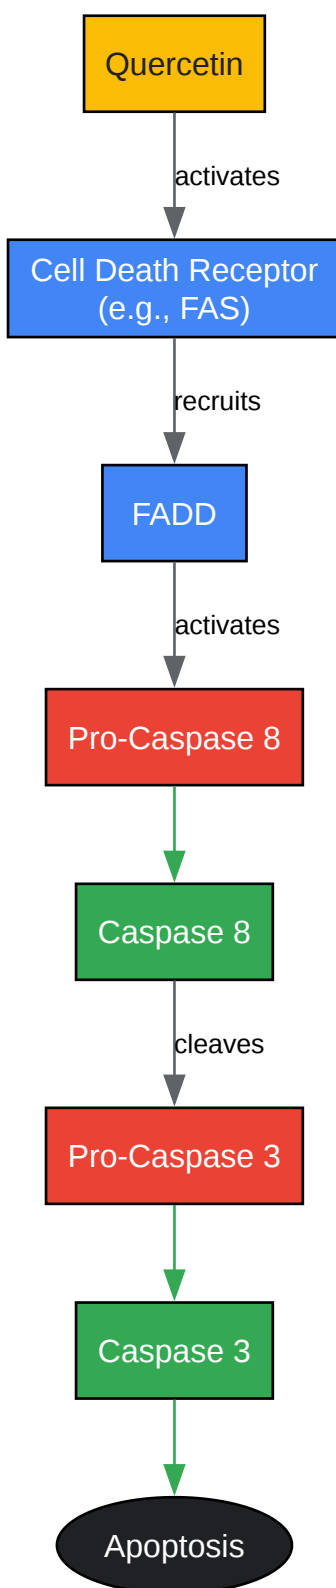 Quercetin
activates
Cell Death Receptor
(e.g., FAS)
recruits
FADD
activates
Pro-Caspase 8
Caspase 8
cleaves
Pro-Caspase 3
Caspase 3
Apoptosis